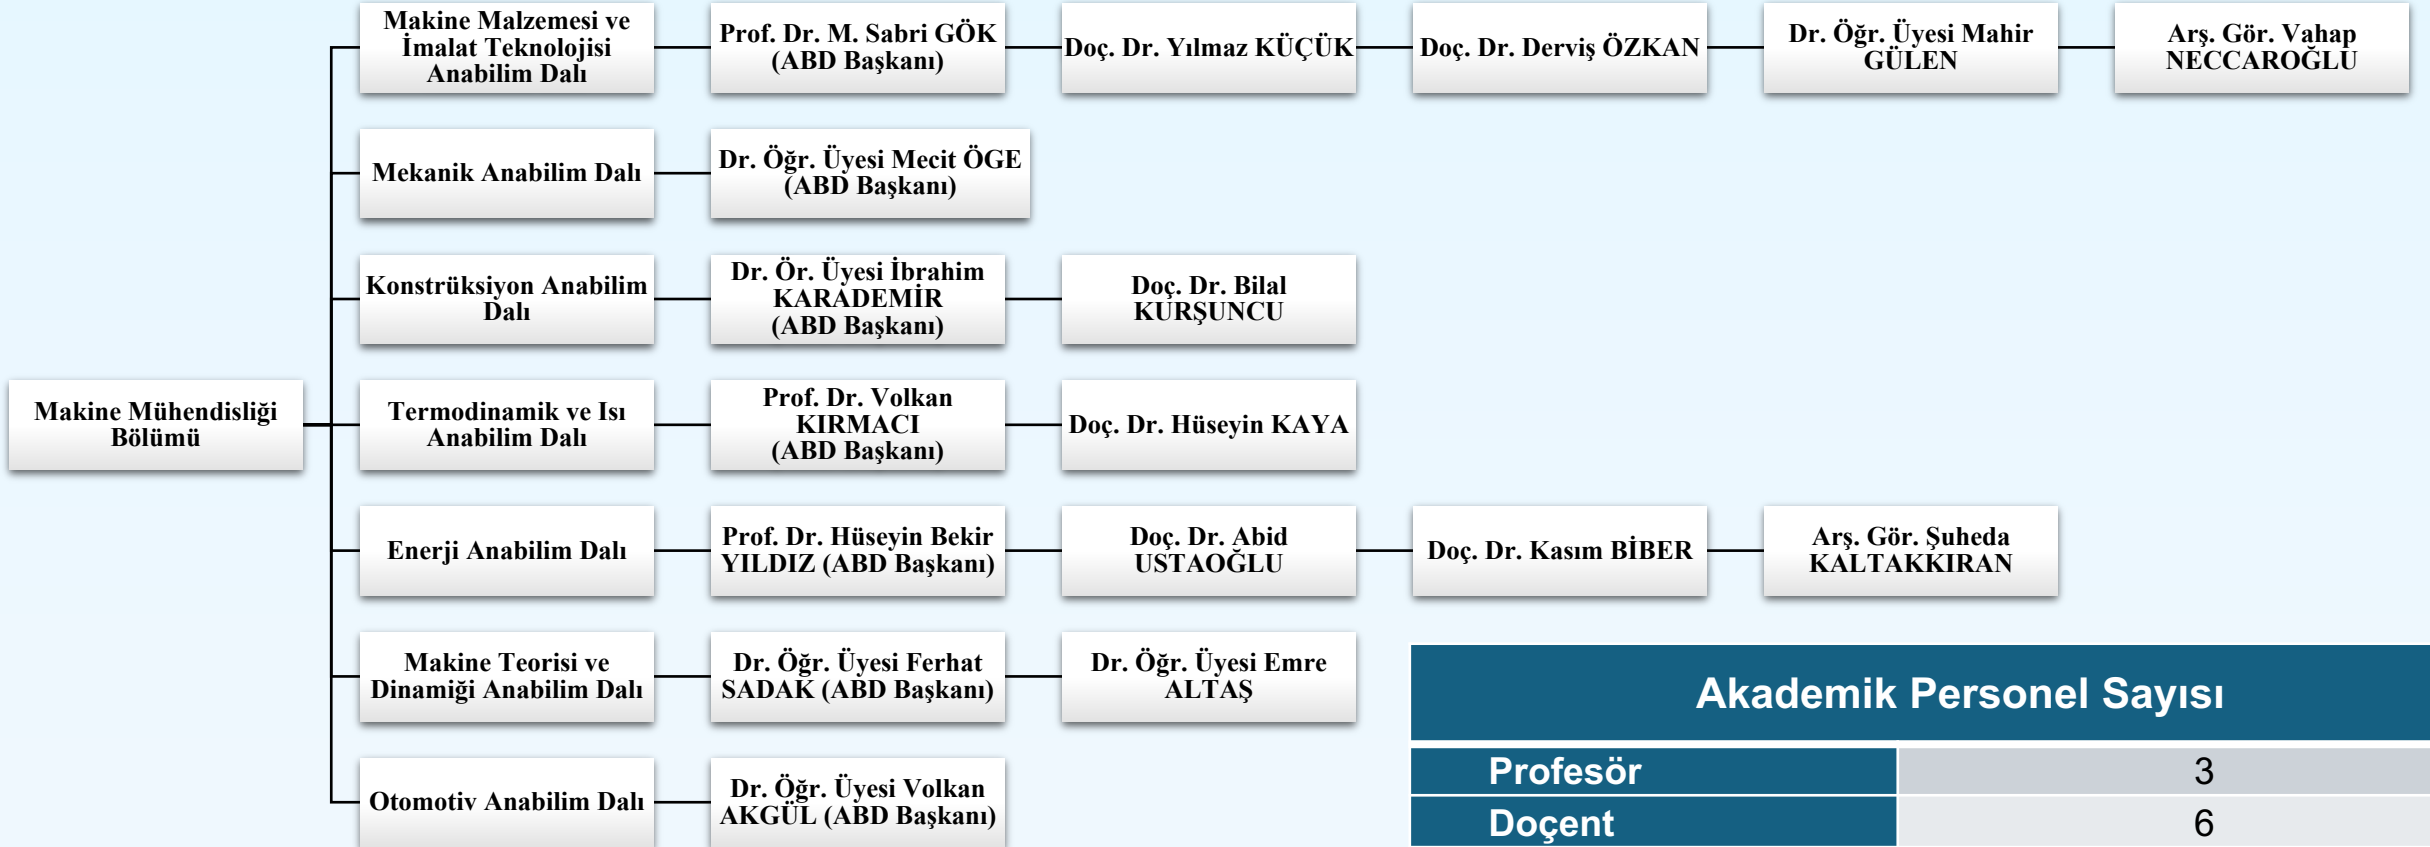 Makine Mühendisliği
Bölümü
Makine Malzemesi ve
İmalat Teknolojisi
Anabilim Dalı
Prof. Dr. M. Sabri GÖK
(ABD Başkanı)
Doç. Dr. Yılmaz KÜÇÜK
Doç. Dr. Derviş ÖZKAN
Dr. Öğr. Üyesi Mahir
GÜLEN
Arş. Gör. Vahap
NECCAROĞLU
Mekanik Anabilim Dalı
Dr. Öğr. Üyesi Mecit ÖGE
(ABD Başkanı)
Konstrüksiyon Anabilim
Dalı
Dr. Ör. Üyesi İbrahim
KARADEMİR
(ABD Başkanı)
Doç. Dr. Bilal
KURŞUNCU
Termodinamik ve Isı
Anabilim Dalı
Prof. Dr. Volkan
KIRMACI
(ABD Başkanı)
Doç. Dr. Hüseyin KAYA
Enerji Anabilim Dalı
Prof. Dr. Hüseyin Bekir
YILDIZ (ABD Başkanı)
Doç. Dr. Abid
USTAOĞLU
Doç. Dr. Kasım BİBER
Arş. Gör. Şuheda
KALTAKKIRAN
Makine Teorisi ve
Dinamiği Anabilim Dalı
Dr. Öğr. Üyesi Ferhat
SADAK (ABD Başkanı)
Dr. Öğr. Üyesi Emre
ALTAŞ
Otomotiv Anabilim Dalı
Dr. Öğr. Üyesi Volkan
AKGÜL (ABD Başkanı)
Akademik Personel Sayısı
Profesör 3
Doçent 6